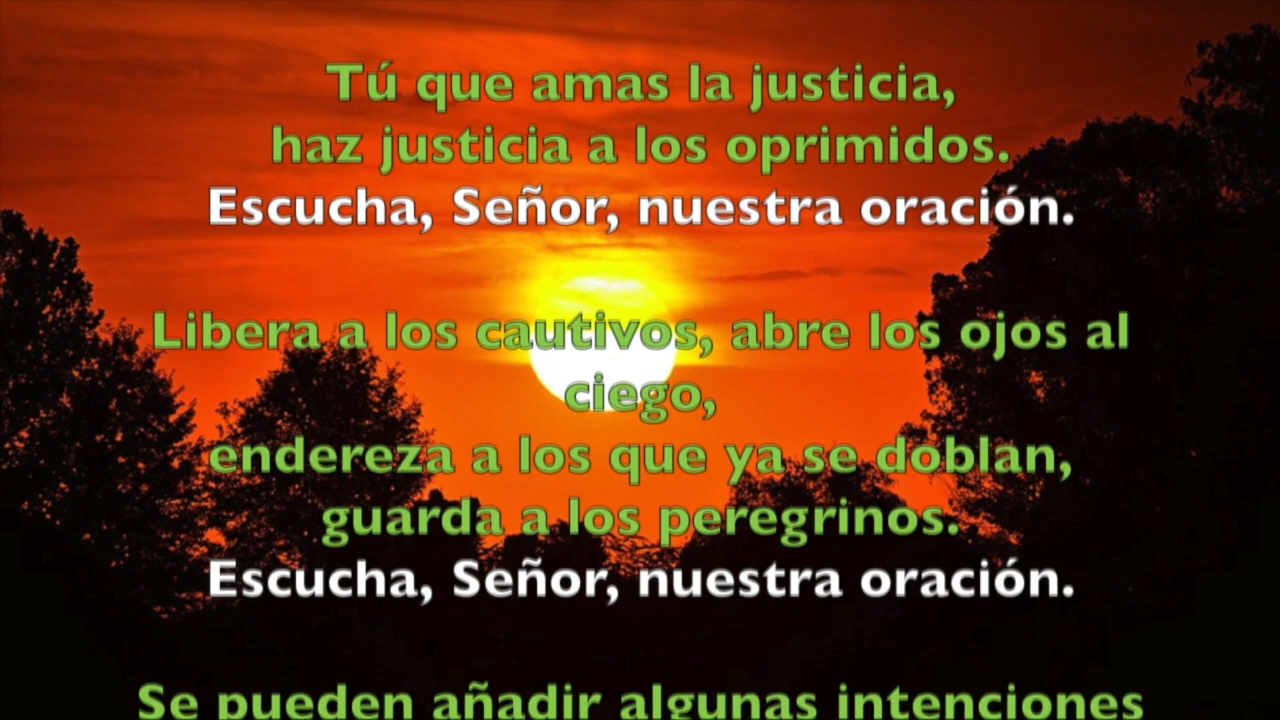 Tú que amas la justicia,
haz justicia a los oprimidos.
Escucha, Señor, nuestra oración.
Libera a los cautivos, abre los ojos al
ciego,
endereza a los que ya se doblan,
guarda a los peregrinos.
Escucha, Señor, nuestra oración.
Se pueden añadir algunas intenciones